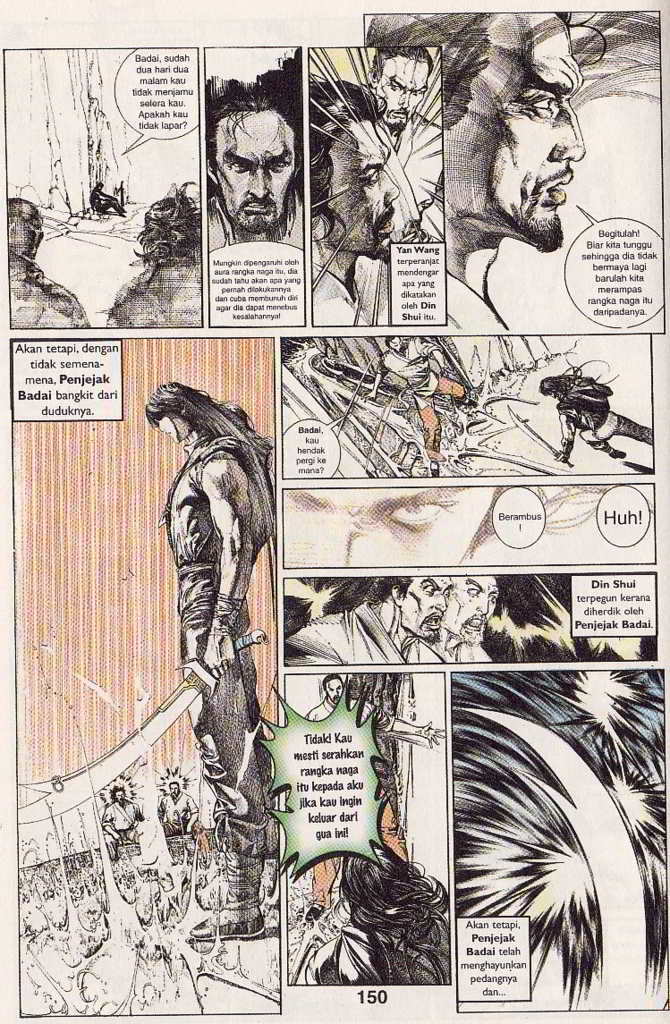 Badai, sudah
dua hari dua
malam kau
tidak menjamu
selera kau.
Apakah kau
tidak lapar?
Mungkin dipengaruhi oleh
aura rangka naga itu, dia
sudah tahu akan apa yang
pernah dilakukannya
dan cuba membunuh diri
agar dia dapat menebus
kesalahannya!
Yan Wang
terperanjat
mendengar
apa yang
dikatakan
oleh Din
Shui itu.
Begitulah!
Biar kita tunggu
sehingga dia tidak
bermaya lagi
barulah kita
merampas
rangka naga itu
daripadanya.
Akan tetapi, dengan
tidak semena-
mena, Penjejak
Badai bangkit dari
duduknya.
Badai,
kau
hendak
pergi ke
mana?
Berambus
!
Huh!
Din Shui
terpegun kerana
diherdik oleh
Penjejak Badai.
Tidak! Kau
mesti serahkan
rangka naga
itu kepada aku
jika kau ingin
keluar dari
gua ini!
Akan tetapi,
Penjejak
Badai telah
menghayunkan
pedangnya
dan...
150